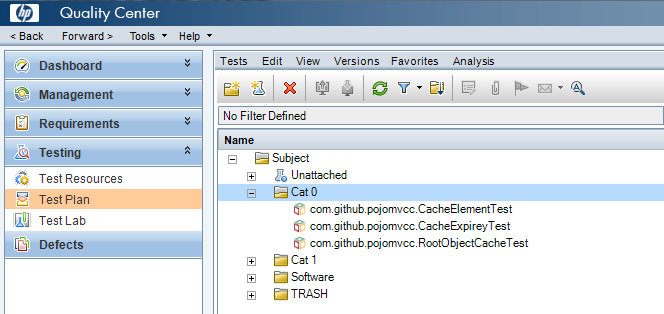 hp Quality Center
< Back Forward > Tools Help
Dashboard
Management
Requirements
Testing
Test Resources
Test Plan
Test Lab
Defects
Tests Edit View Versions Favorites Analysis
No Filter Defined
Name
Subject
Unattached
Cat 0
com.github.pojomvcc.CacheElementTest
com.github.pojomvcc.CacheExpireyTest
com.github.pojomvcc.RootObjectCacheTest
Cat 1
Software
TRASH